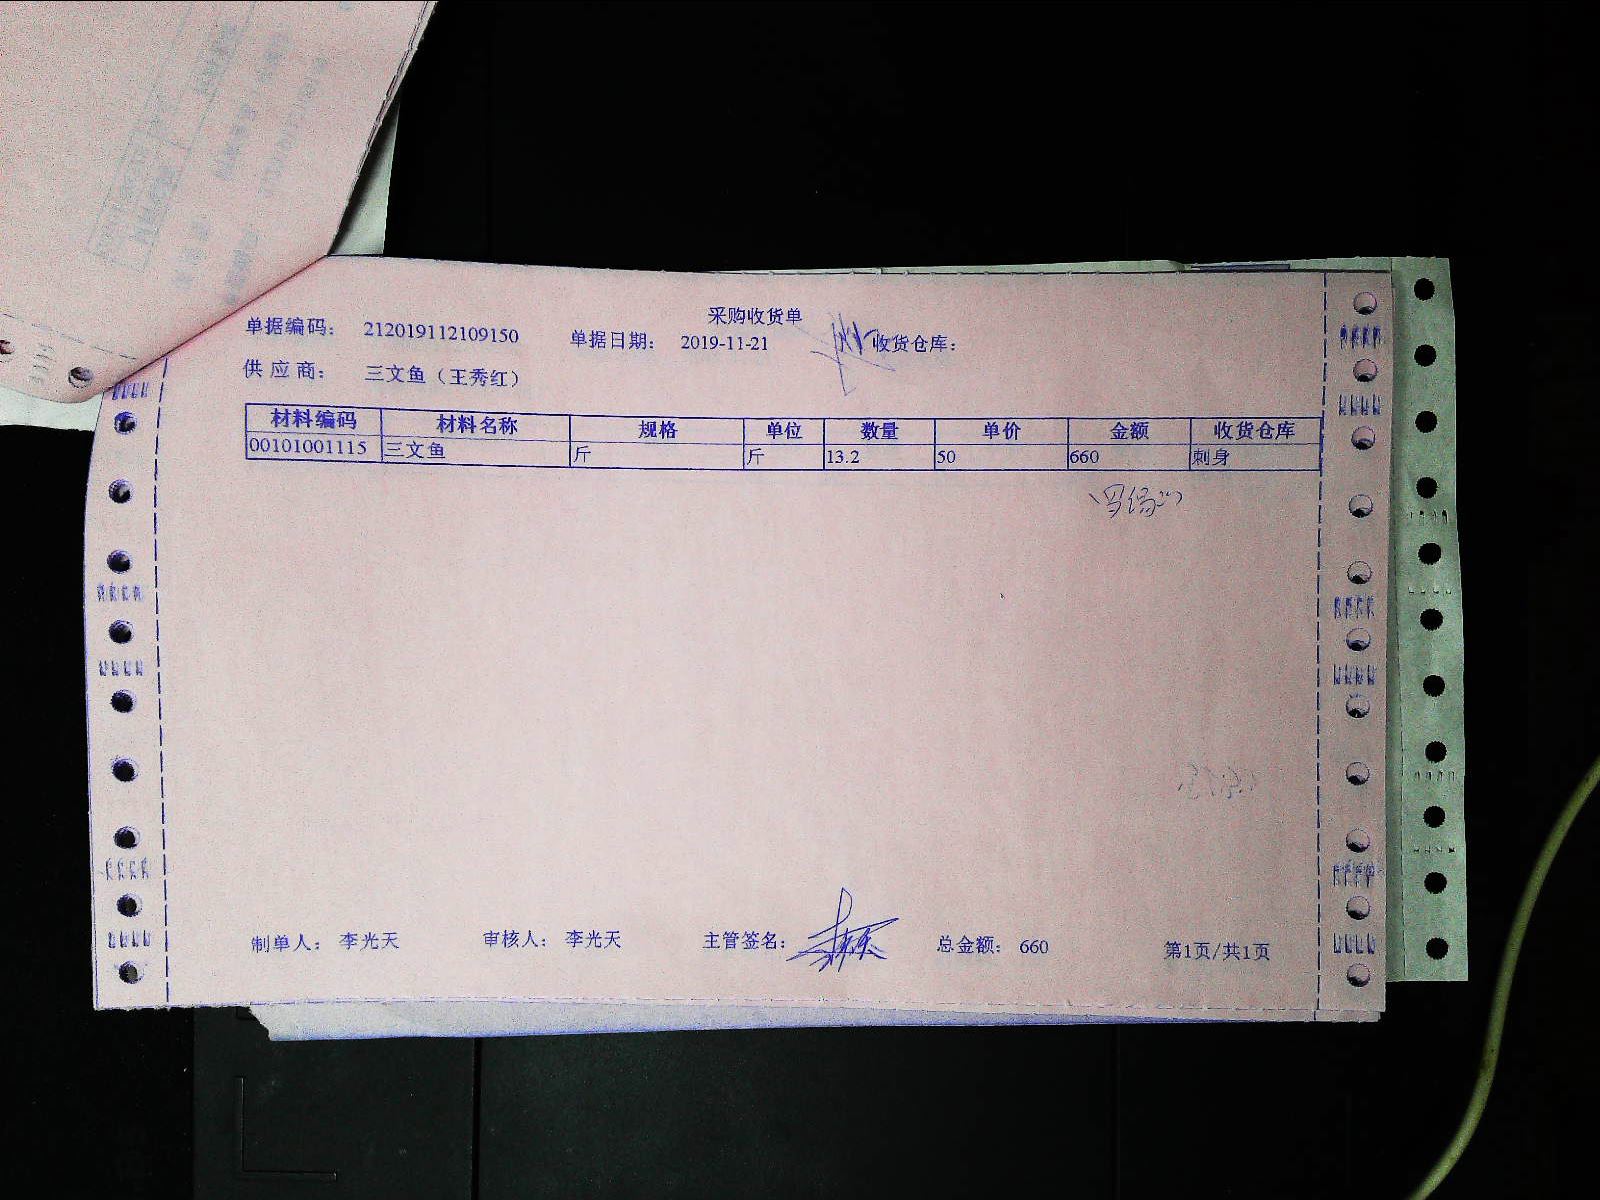 采购收货单
单据编码： 212019112109150 单据日期： 2019-11-21 收货仓库：
供应商： 三文鱼（王秀红）
材料编码 材料名称 规格 单位 数量 单价 金额 收货仓库
00101001115 三文鱼 斤 斤 13.2 50 660 刺身
制单人： 李光天 审核人： 李光天 主管签名： 总金额： 660 第1页/共1页